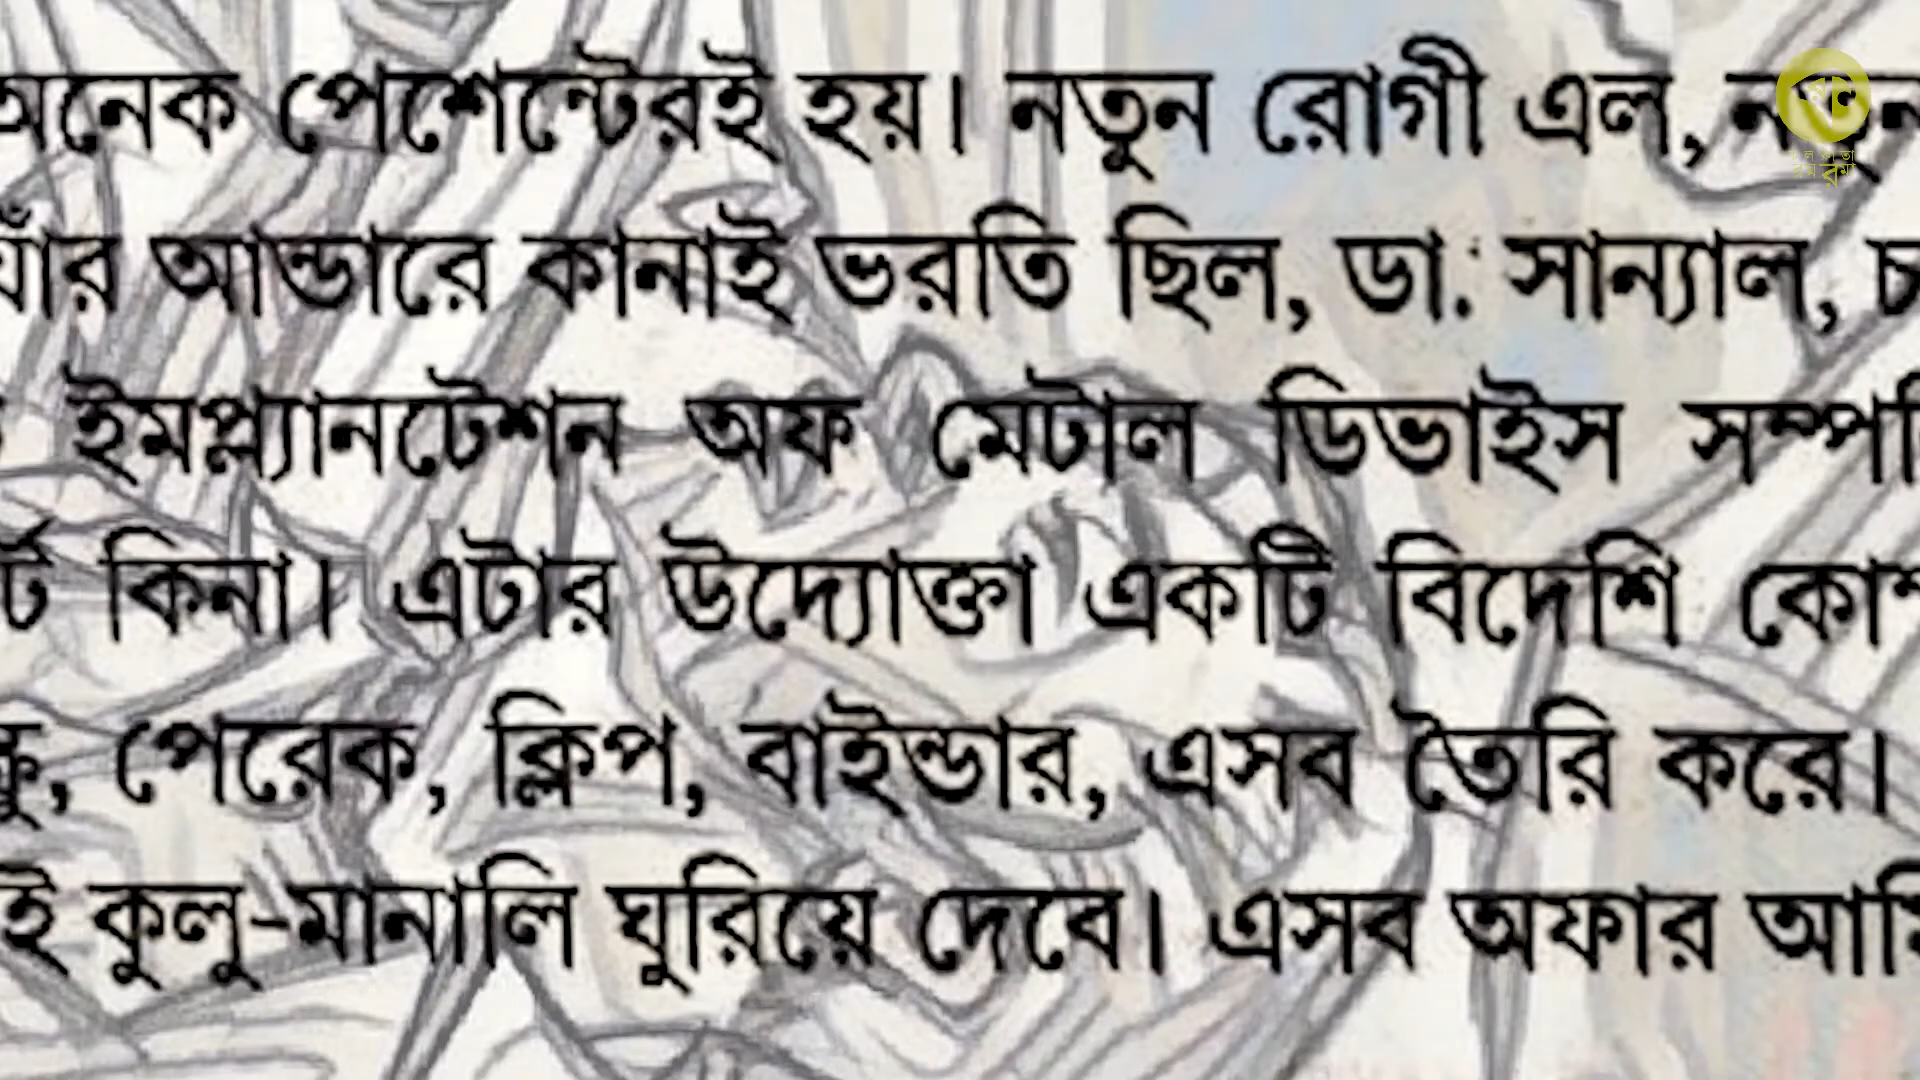 অনেক পেশেন্টেরই হয়। নতুন রোগী এল, নতুন
যাঁর আন্ডারে কানাই ভরতি ছিল, ডা. সান্যাল,
ইমপ্ল্যানটেশন অফ মেটাল ডিভাইস
কিনা। এটার উদ্যোক্তা একটি বিদেশি
পেরেক, ক্লিপ, বাইন্ডার, এসব তৈরি করে।
ই কুলু-মানালি ঘুরিয়ে দেবে। এসব অফার